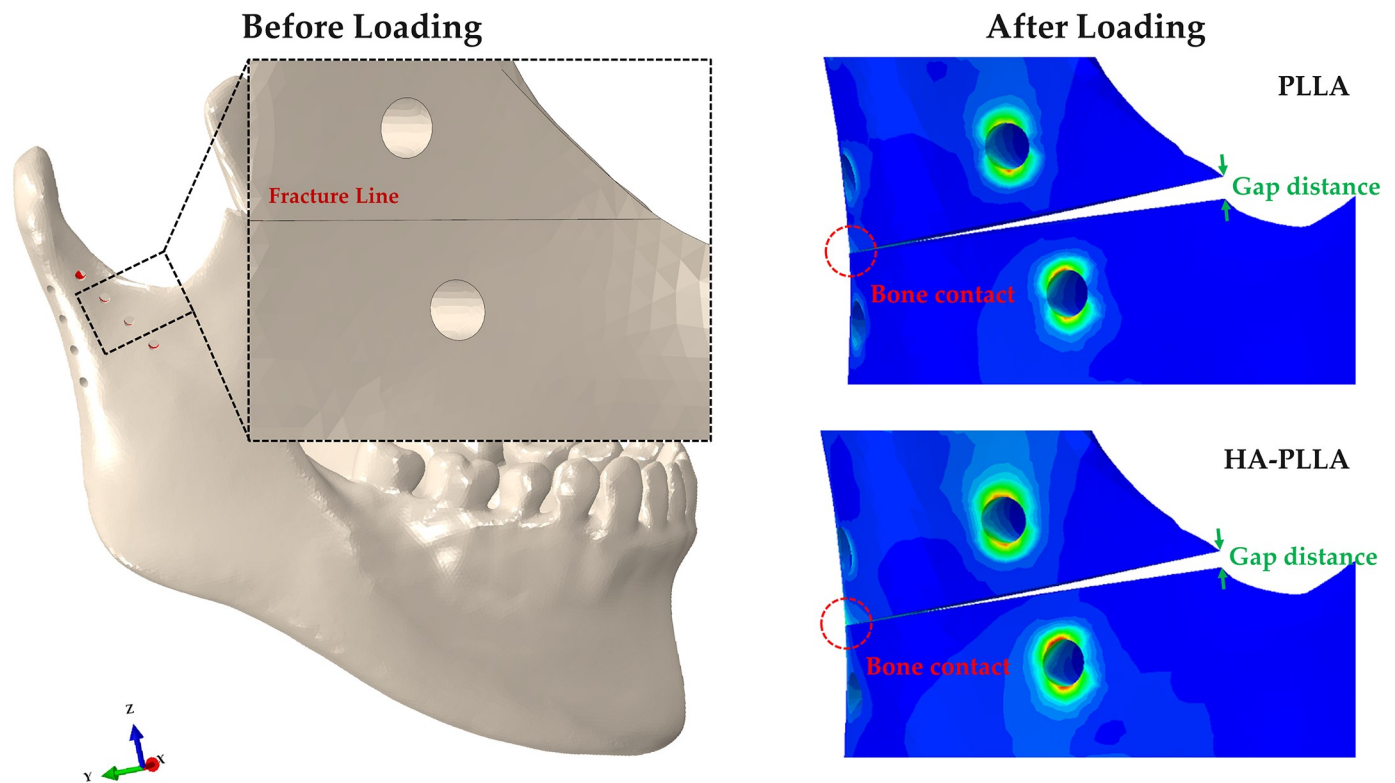 Before Loading
After Loading
Fracture Line
PLLA
Gap distance
Bone contact
HA-PLLA
Gap distance
Bone contact
Z
X
Y